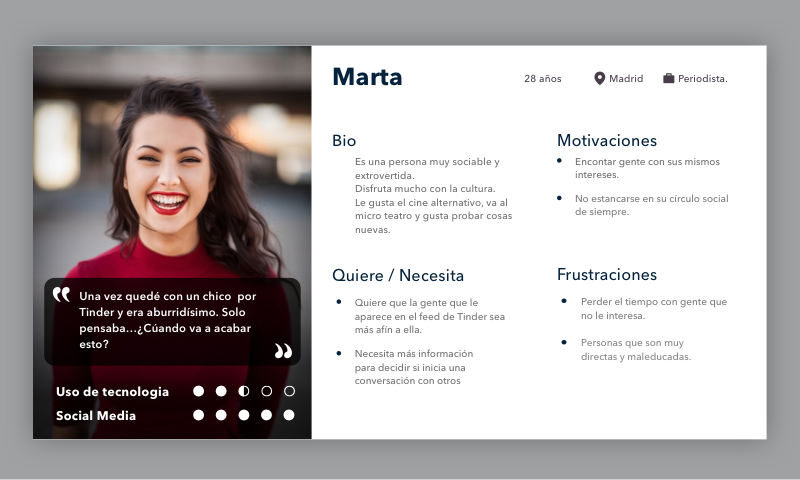 Marta
28 años
Madrid
Periodista.
Bio
Es una persona muy sociable y
extrovertida.
Disfruta mucho con la cultura.
Le gusta el cine alternativo, va al
micro teatro y gusta probar cosas
nuevas.
Motivaciones
Encontar gente con sus mismos
intereses.
No estancarse en su círculo social
de siempre.
Quiere / Necesita
Quiere que la gente que le
aparece en el feed de Tinder sea
más afín a ella.
Necesita más información
para decidir si inicia una
conversación con otros
Frustraciones
Perder el tiempo con gente que
no le interesa.
Personas que son muy
directas y maleducadas.
“Una vez quedé con un chico por
Tinder y era aburridísimo. Solo
pensaba...¿Cúando va a acabar
esto?”
Uso de tecnologia
Social Media